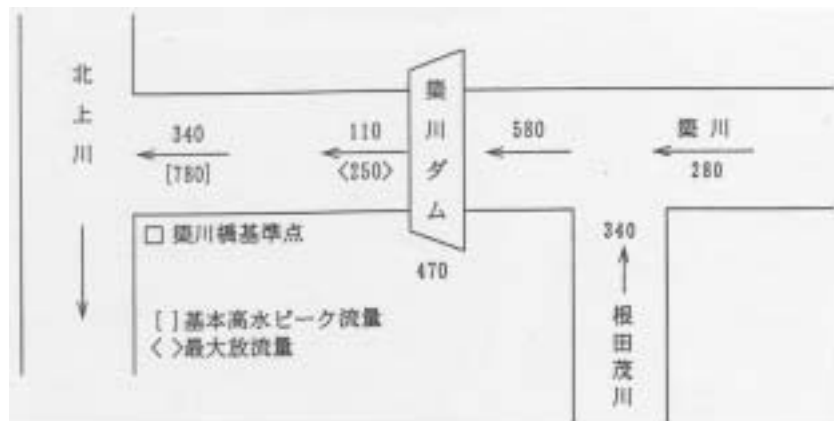 北上川
340
[780]
110
〈250〉
簗川ダム
470
580
簗川
280
340
根田茂川
□ 簗川橋基準点
[ ]基本高水ピーク流量
〈 〉最大放流量